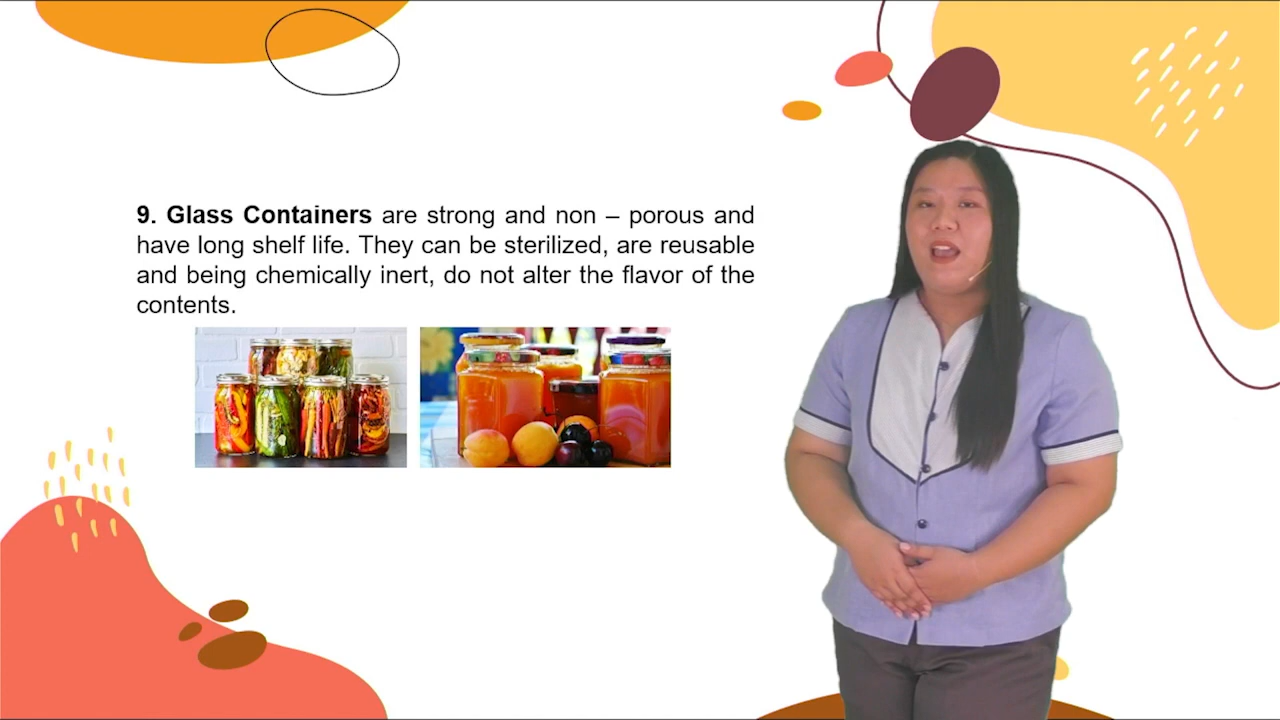 9. Glass Containers are strong and non – porous and
have long shelf life. They can be sterilized, are reusable
and being chemically inert, do not alter the flavor of the
contents.